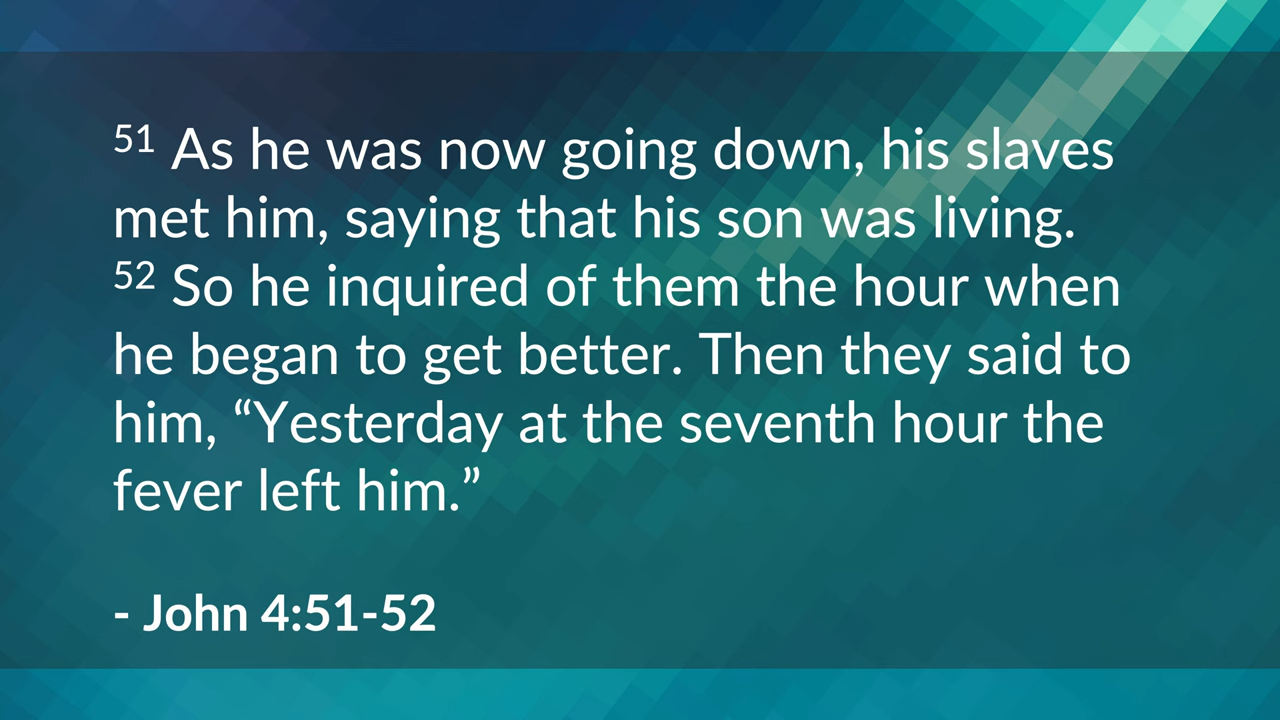 51 As he was now going down, his slaves
met him, saying that his son was living.
52 So he inquired of them the hour when
he began to get better. Then they said to
him, “Yesterday at the seventh hour the
fever left him.”
- John 4:51-52